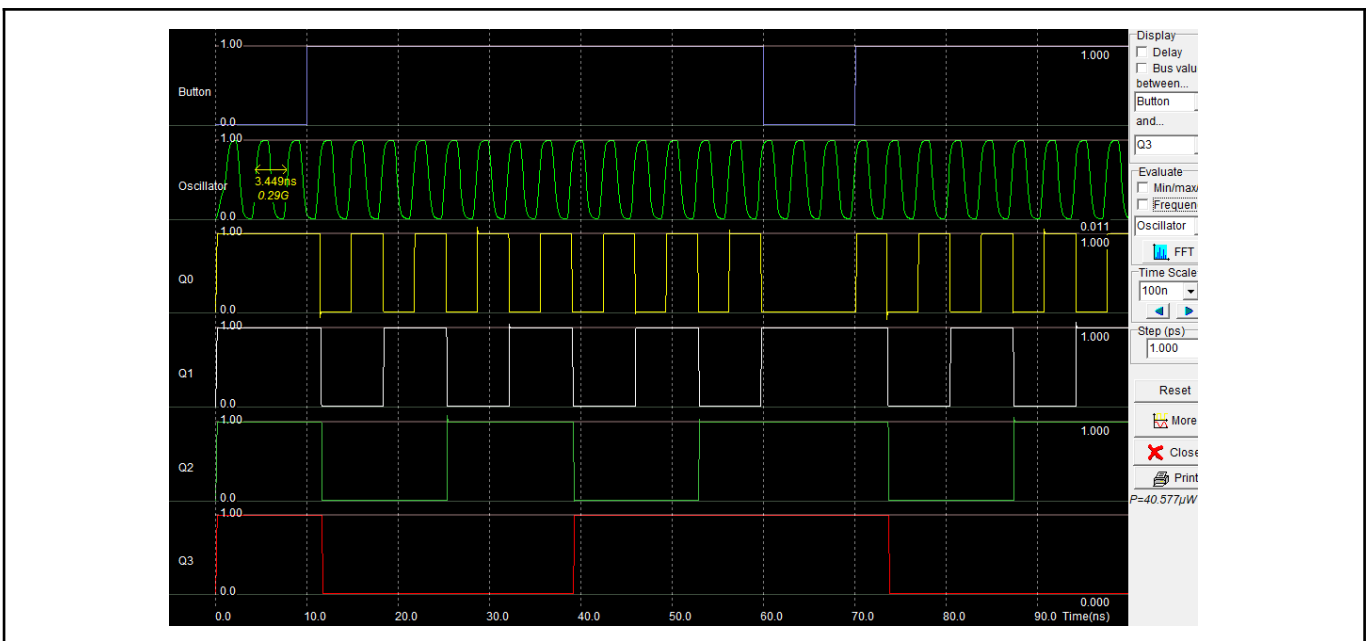 Display
1.00
Delay
1.000
Bus valu
between...
Button
Button
and...
0.0
1.00
Q3
Evaluate
Oscillator
3.449ns
Min/max
0.29G
Frequen
0.0
0.011
Oscillator
1.00
1.000
FFT
Q0
Time Scale
100n
0.0
1.00
Step (ps)
1.000
1.000
Q1
Reset
0.0
1.00
More
1.000
Close
Q2
Print
0.0
P=40.577µW
1.00
Q3
0.0
0.000
0.0 10.0 20.0 30.0 40.0 50.0 60.0 70.0 80.0 90.0 Time(ns)